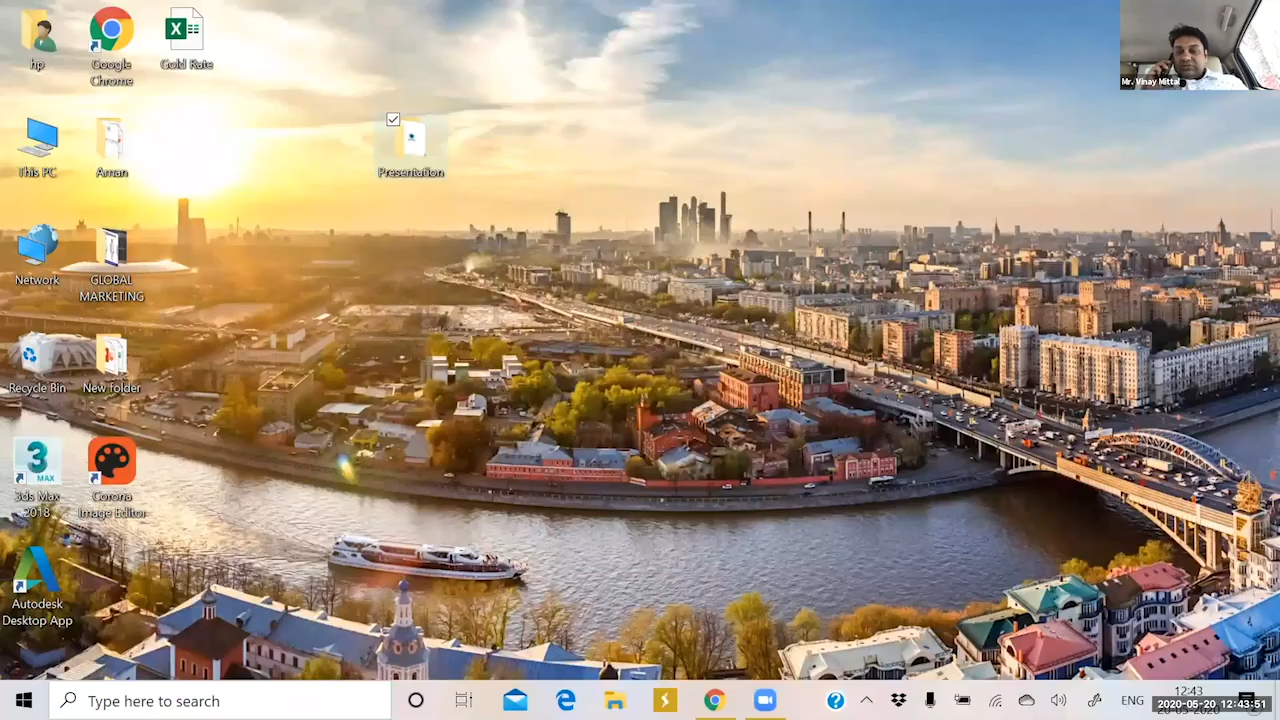 hp
Google
Chrome
Gold Rate
Mr. Vinay Mittal
This PC
Aman
Presentation
Network
GLOBAL
MARKETING
Recycle Bin
New folder
3ds Max
2018
Corona
Image Editor
Autodesk
Desktop App
Type here to search
ENG
12:43
2020-05-20 12:43:51